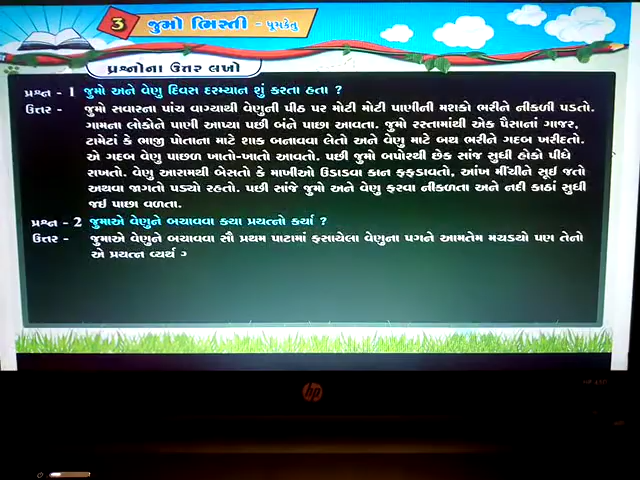 3 જુમો ભિસ્તી - ધૂમકેતુ
પ્રશ્નોના ઉત્તર લખો
પ્રશ્ન - 1 જુમો અને વેણુ દિવસ દરમ્યાન શું કરતા હતા ?
ઉત્તર - જુમો સવારના પાંચ વાગ્યાથી વેણુની પીઠ પર મોટી મોટી પાણીની મશકો ભરીને નીકળી પડતો.
ગામના લોકોને પાણી આપ્યા પછી બંને પાછા આવતા. જુમો રસ્તામાંથી એક પૈસાનાં ગાજર,
ટામેટાં કે ભાજી પોતાના માટે શાક બનાવવા લેતો અને વેણુ માટે બથ ભરીને ગદબ ખરીદતો.
એ ગદબ વેણુ પાછળ ખાતો-ખાતો આવતો. પછી જુમો બપોરથી છેક સાંજ સુધી હોકો પીધે
રાખતો. વેણુ આરામથી બેસતો કે માખીઓ ઉડાડવા કાન ફફડાવતો, આંખ મીંચીને સૂઈ જતો
અથવા જાગતો પડ્યો રહતો. પછી સાંજે જુમો અને વેણુ ફરવા નીકળતા અને નદી કાઠાં સુધી
જઈ પાછા વળતા.
પ્રશ્ન - 2 જુમાએ વેણુને બચાવવા કયા પ્રયત્નો કર્યા ?
ઉત્તર - જુમાએ વેણુને બચાવવા સૌ પ્રથમ પાટામાં ફસાયેલા વેણુના પગને આમતેમ મચડયો પણ તેનો
એ પ્રયત્ન વ્યર્થ
hp